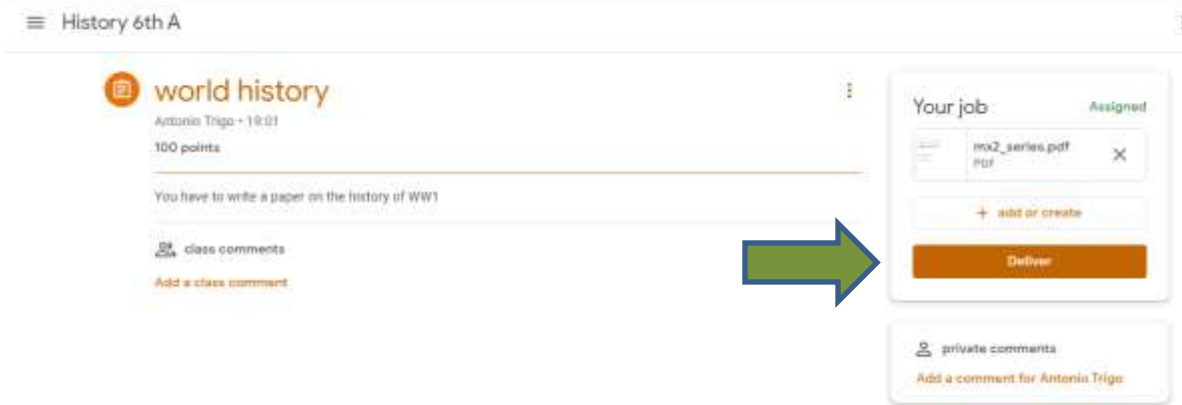 History 6th A
world history
Antonio Trigo • 19:01
100 points
You have to write a paper on the history of WW1
class comments
Add a class comment
Your job
Assigned
mx2_series.pdf
PDF
+ add or create
Deliver
private comments
Add a comment for Antonio Trigo